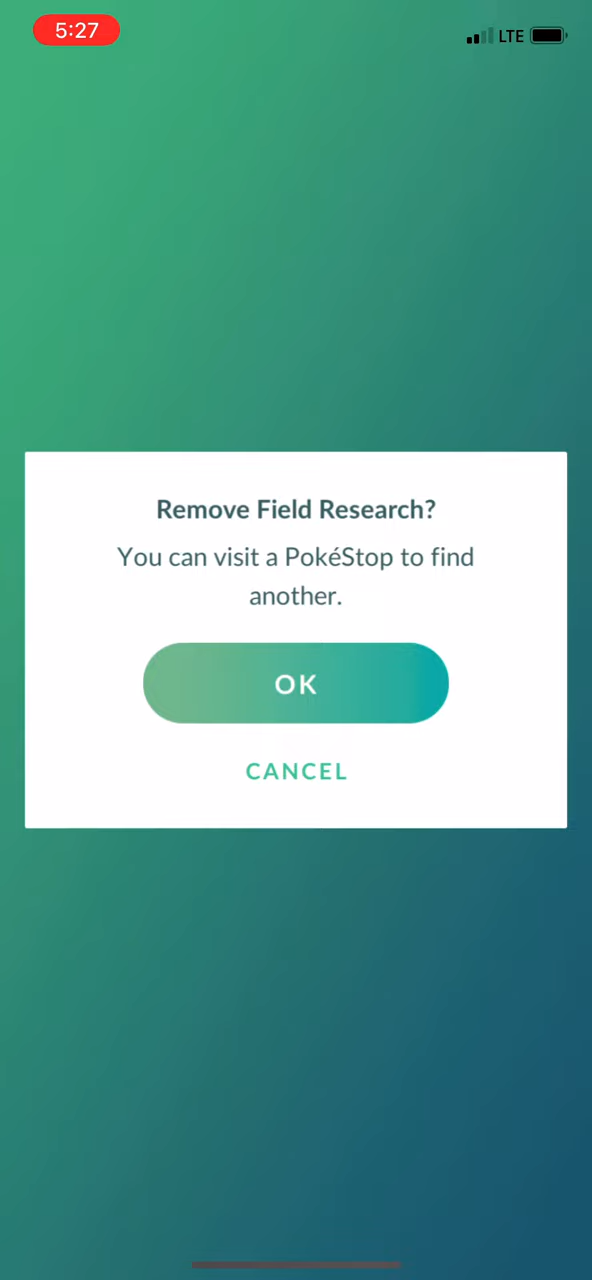 5:27
LTE
Remove Field Research?
You can visit a PokéStop to find
another.
OK
CANCEL